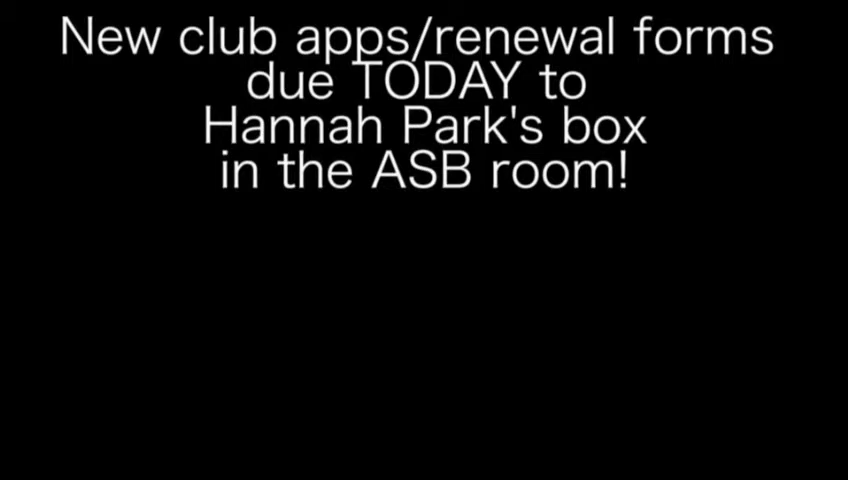 New club apps/renewal forms
due TODAY to
Hannah Park's box
in the ASB room!